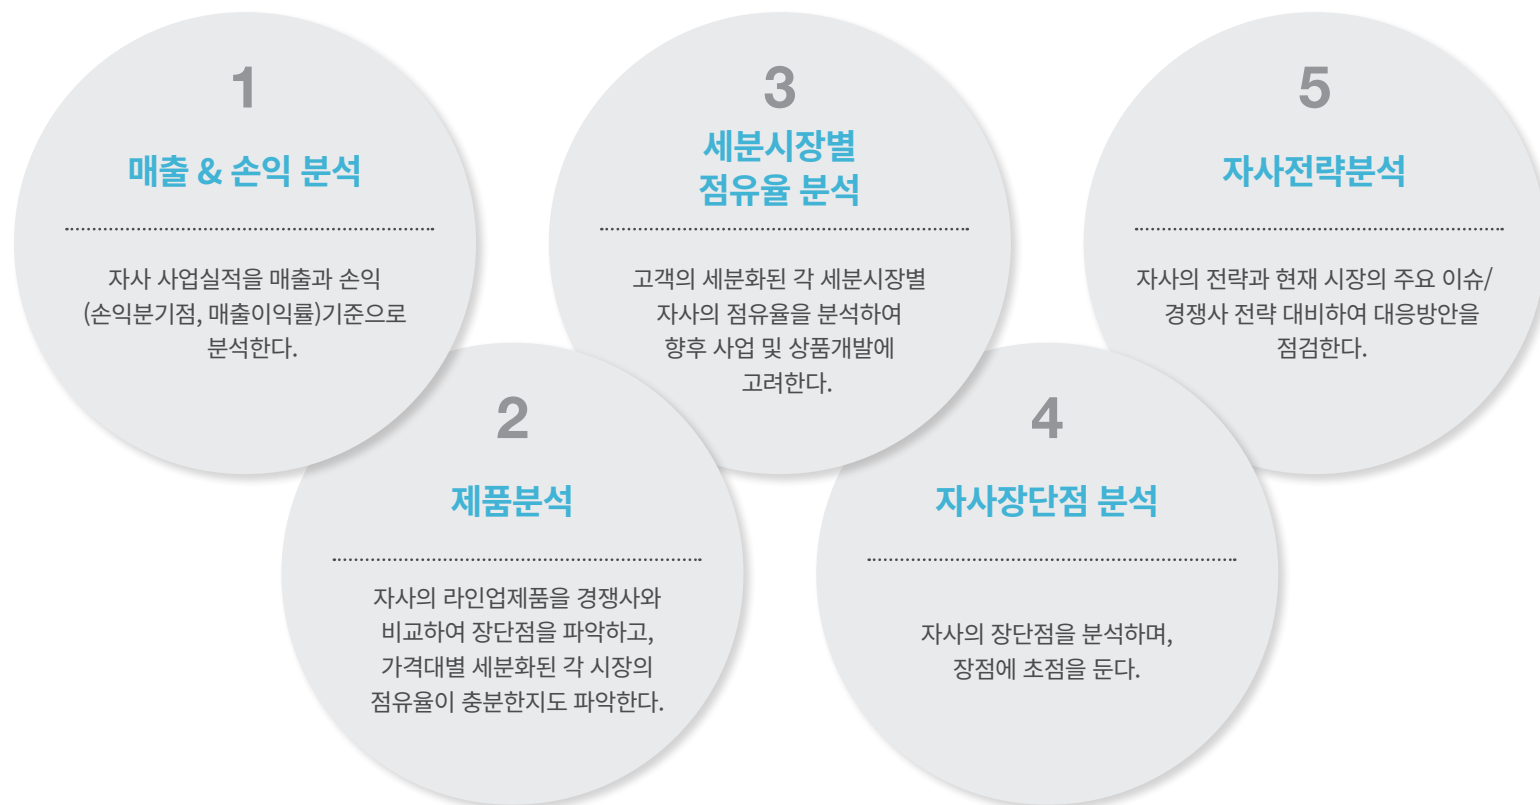 1
매출 & 손익 분석
자사 사업실적을 매출과 손익
(손익분기점, 매출이익률)기준으로
분석한다.
2
제품분석
자사의 라인업제품을 경쟁사와
비교하여 장단점을 파악하고,
가격대별 세분화된 각 시장의
점유율이 충분한지도 파악한다.
3
세분시장별
점유율 분석
고객의 세분화된 각 세분시장별
자사의 점유율을 분석하여
향후 사업 및 상품개발에
고려한다.
4
자사장단점 분석
자사의 장단점을 분석하며,
장점에 초점을 둔다.
5
자사전략분석
자사의 전략과 현재 시장의 주요 이슈/
경쟁사 전략 대비하여 대응방안을
점검한다.